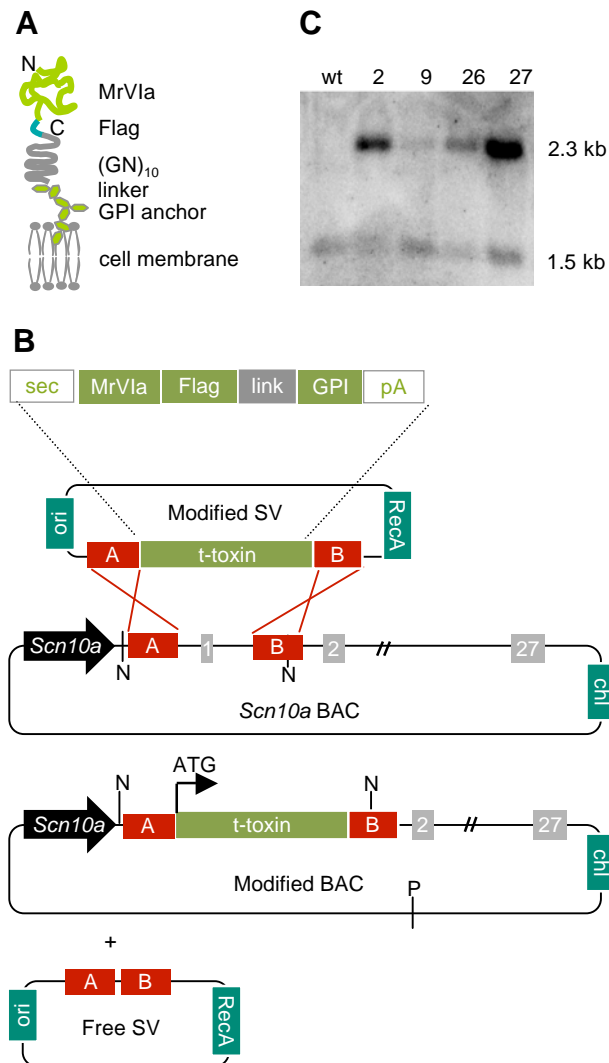 A
N
MrVIa
Flag
C
(GN)10
linker
GPI anchor
cell membrane
C
wt 2 9 26 27
2.3 kb
1.5 kb
B
sec MrVIa Flag link GPI pA
ori Modified SV RecA
A t-toxin B
Scn10a A 1 B 2 // 27
N N
Scn10a BAC chl
ATG
N N
Scn10a A t-toxin B 2 // 27
Modified BAC chl
P
+
A B
ori Free SV RecA